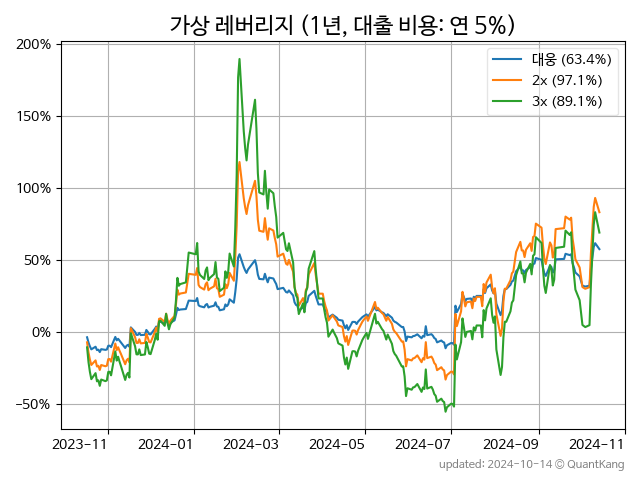 가상 레버리지 (1년, 대출 비용: 연 5%)
대웅 (63.4%)
2x (97.1%)
3x (89.1%)
200%
150%
100%
50%
0%
−50%
2023-11 2024-01 2024-03 2024-05 2024-07 2024-09 2024-11
updated: 2024-10-14 © QuantKang